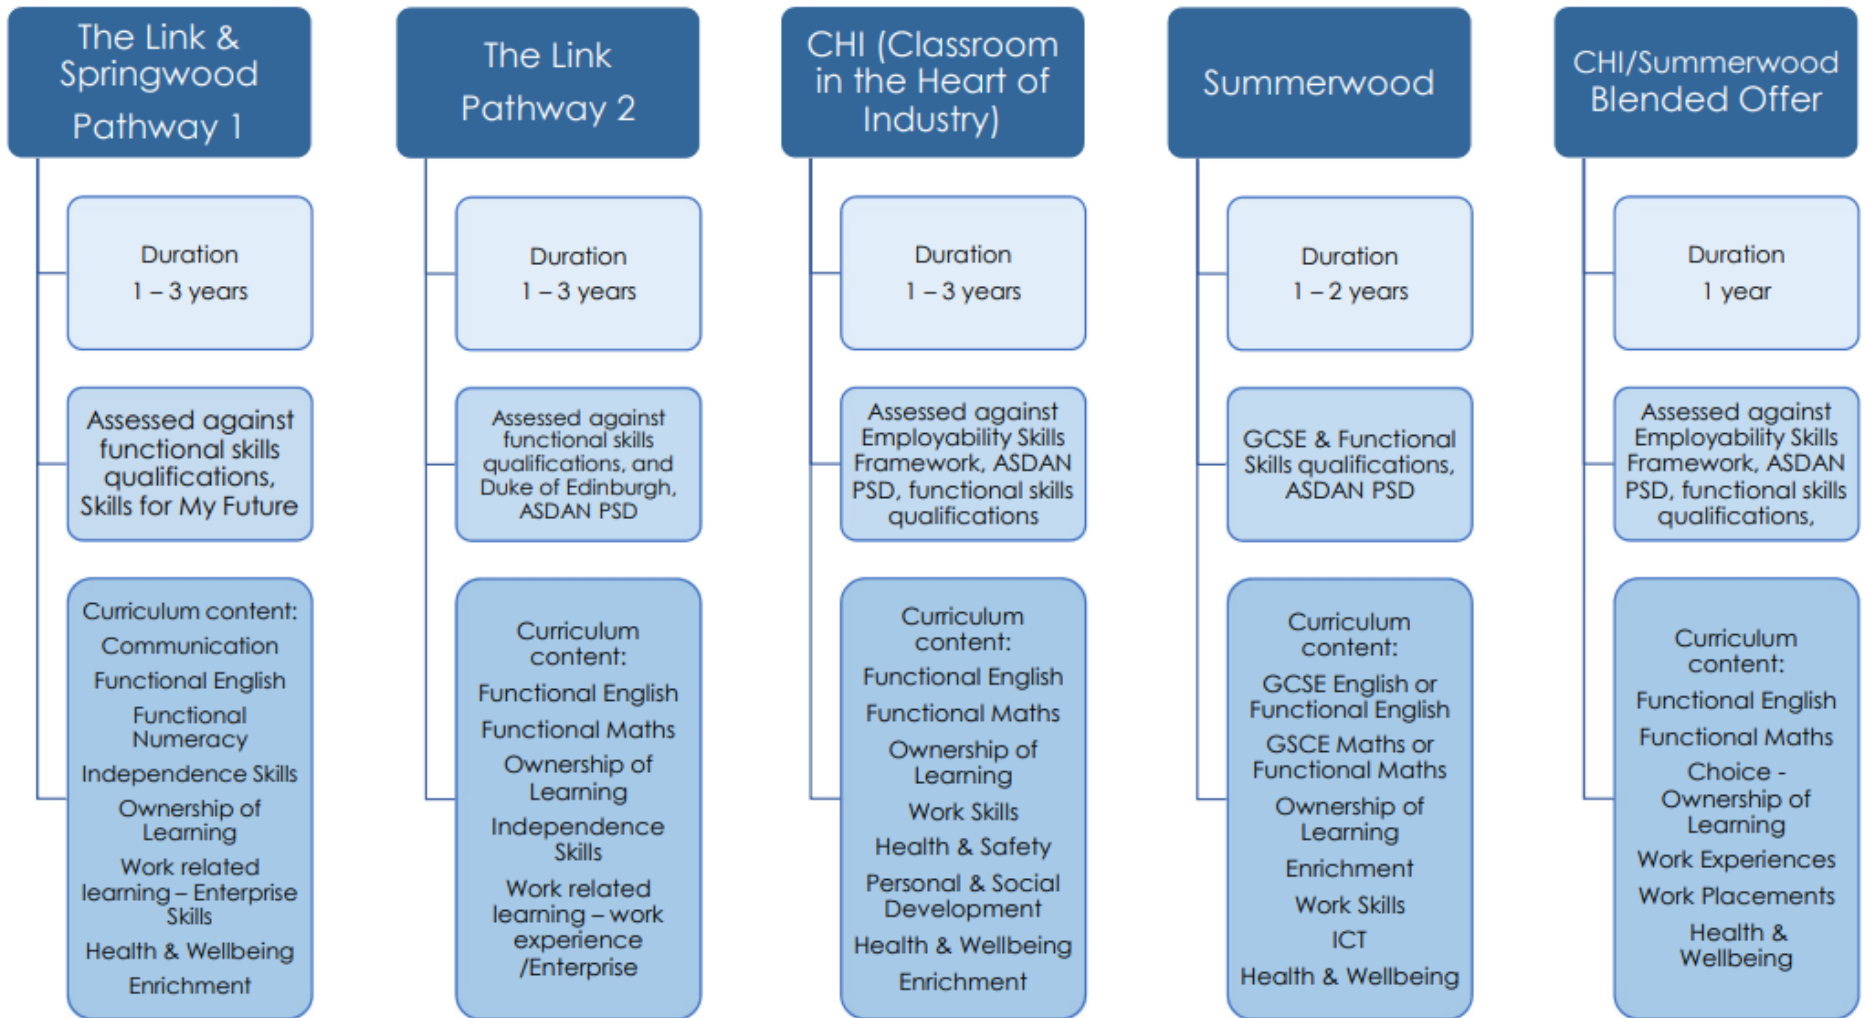 The Link &
Springwood
Pathway 1
Duration
1 – 3 years
Assessed against
functional skills
qualifications,
Skills for My Future
Curriculum content:
Communication
Functional English
Functional
Numeracy
Independence Skills
Ownership of
Learning
Work related
learning – Enterprise
Skills
Health & Wellbeing
Enrichment
The Link
Pathway 2
Duration
1 – 3 years
Assessed against
functional skills
qualifications, and
Duke of Edinburgh,
ASDAN PSD
Curriculum
content:
Functional English
Functional Maths
Ownership of
Learning
Independence
Skills
Work related
learning – work
experience
/Enterprise
CHI (Classroom
in the Heart of
Industry)
Duration
1 – 3 years
Assessed against
Employability Skills
Framework, ASDAN
PSD, functional skills
qualifications
Curriculum
content:
Functional English
Functional Maths
Ownership of
Learning
Work Skills
Health & Safety
Personal & Social
Development
Health & Wellbeing
Enrichment
Summerwood
Duration
1 – 2 years
GCSE & Functional
Skills qualifications,
ASDAN PSD
Curriculum
content:
GCSE English or
Functional English
GSCE Maths or
Functional Maths
Ownership of
Learning
Enrichment
Work Skills
ICT
Health & Wellbeing
CHI/Summerwood
Blended Offer
Duration
1 year
Assessed against
Employability Skills
Framework, ASDAN
PSD, functional skills
qualifications,
Curriculum
content:
Functional English
Functional Maths
Choice -
Ownership of
Learning
Work Experiences
Work Placements
Health &
Wellbeing